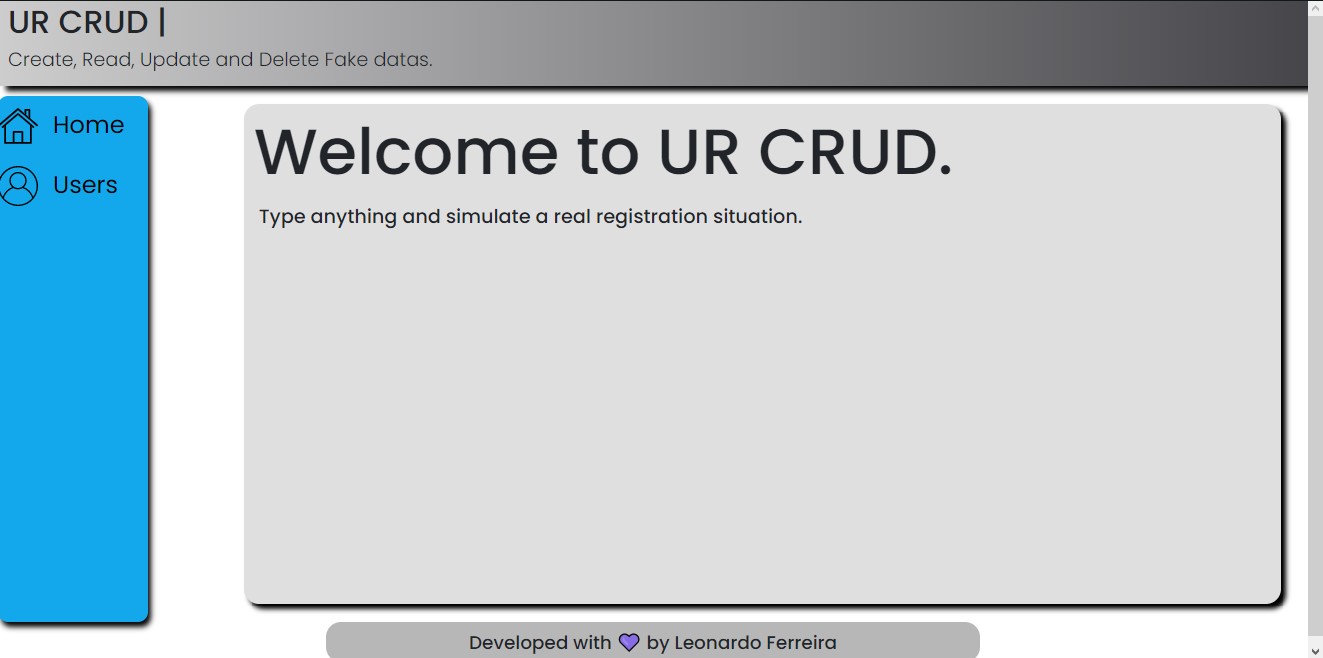 UR CRUD |
Create, Read, Update and Delete Fake datas.
Home
Users
Welcome to UR CRUD.
Type anything and simulate a real registration situation.
Developed with 💜 by Leonardo Ferreira